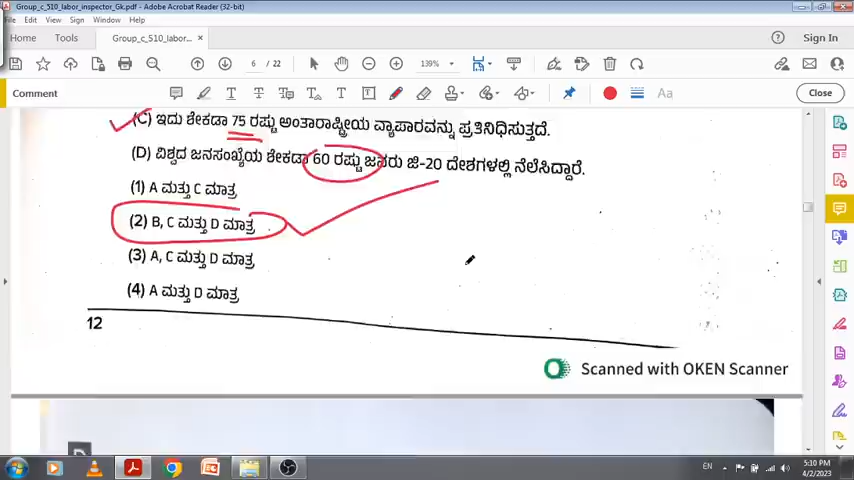 Group_c_510_labor_inspector_Gk.pdf - Adobe Acrobat Reader (32-bit)
File Edit View Sign Window Help
Home Tools Group_c_510_labor... × Sign In
6 / 22 139%
Comment Aa Close
(C) ಇದು ಶೇಕಡಾ 75 ರಷ್ಟು ಅಂತಾರಾಷ್ಟ್ರೀಯ ವ್ಯಾಪಾರವನ್ನು ಪ್ರತಿನಿಧಿಸುತ್ತದೆ.
(D) ವಿಶ್ವದ ಜನಸಂಖ್ಯೆಯ ಶೇಕಡಾ 60 ರಷ್ಟು ಜನರು ಜಿ-20 ದೇಶಗಳಲ್ಲಿ ನೆಲೆಸಿದ್ದಾರೆ.
(1) A ಮತ್ತು C ಮಾತ್ರ
(2) B, C ಮತ್ತು D ಮಾತ್ರ
(3) A, C ಮತ್ತು D ಮಾತ್ರ
(4) A ಮತ್ತು D ಮಾತ್ರ
12
Scanned with OKEN Scanner
EN 5:10 PM
4/2/2023